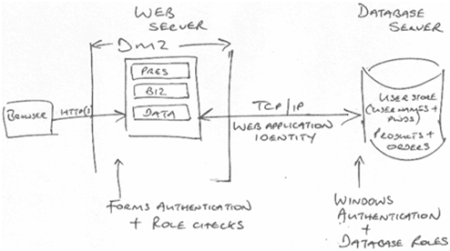 WEB
SERVER
DATABASE
SERVER
DMZ
PRES
BIZ
DATA
BROWSER
HTTP(S)
TCP/IP
WEB APPLICATION
IDENTITY
USER STORE
(USERNAMES +
PWDS)
PRODUCTS +
ORDERS
FORMS AUTHENTICATION
+ ROLE CHECKS
WINDOWS
AUTHENTICATION
+
DATABASE ROLES